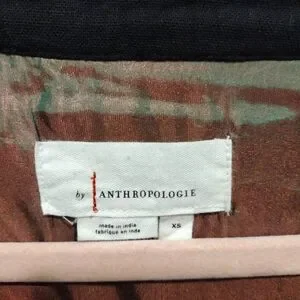 by ANTHROPOLOGIE
made in india
fabriqué en inde
XS